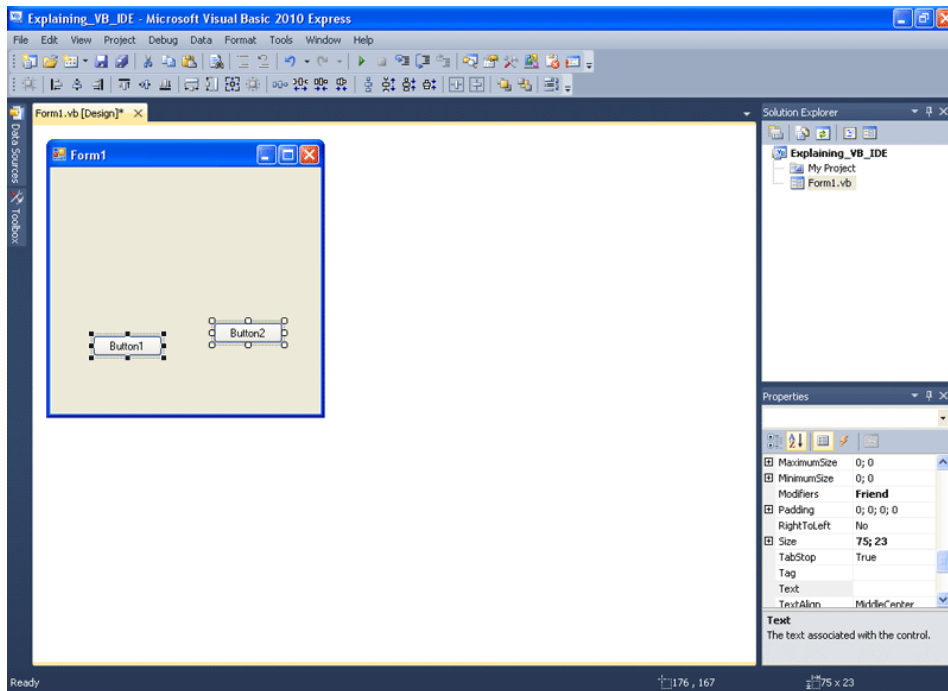 Explaining_VB_IDE - Microsoft Visual Basic 2010 Express
File Edit View Project Debug Data Format Tools Window Help
Form1.vb [Design]*
Data Sources
Toolbox
Form1
Button1
Button2
Solution Explorer
Explaining_VB_IDE
My Project
Form1.vb
Properties
MaximumSize 0; 0
MinimumSize 0; 0
Modifiers Friend
Padding 0; 0; 0; 0
RightToLeft No
Size 75; 23
TabStop True
Tag
Text
TextAlign MiddleCenter
Text
The text associated with the control.
Ready 176 , 167 75 x 23